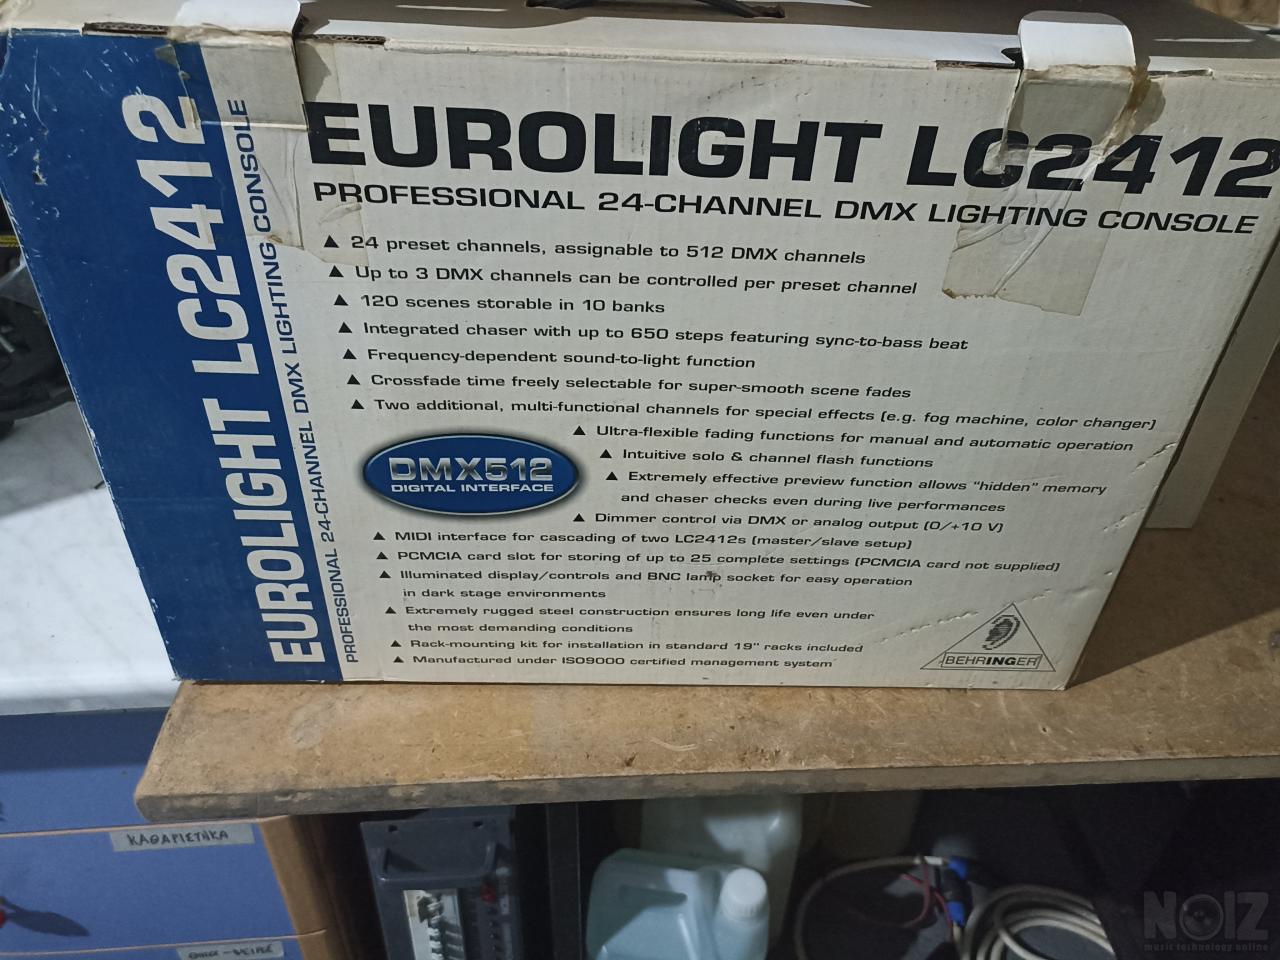 EUROLIGHT LC2412
PROFESSIONAL 24-CHANNEL DMX LIGHTING CONSOLE
EUROLIGHT LC2412
PROFESSIONAL 24-CHANNEL DMX LIGHTING CONSOLE
▲ 24 preset channels, assignable to 512 DMX channels
▲ Up to 3 DMX channels can be controlled per preset channel
▲ 120 scenes storable in 10 banks
▲ Integrated chaser with up to 650 steps featuring sync-to-bass beat
▲ Frequency-dependent sound-to-light function
▲ Crossfade time freely selectable for super-smooth scene fades
▲ Two additional, multi-functional channels for special effects (e.g. fog machine, color changer)
▲ Ultra-flexible fading functions for manual and automatic operation
▲ Intuitive solo & channel flash functions
▲ Extremely effective preview function allows "hidden" memory
and chaser checks even during live performances
DMX512
DIGITAL INTERFACE
▲ Dimmer control via DMX or analog output (0/+10 V)
▲ MIDI interface for cascading of two LC2412s (master/slave setup)
▲ PCMCIA card slot for storing of up to 25 complete settings (PCMCIA card not supplied)
▲ Illuminated display/controls and BNC lamp socket for easy operation
in dark stage environments
▲ Extremely rugged steel construction ensures long life even under
the most demanding conditions
▲ Rack-mounting kit for installation in standard 19" racks included
▲ Manufactured under ISO9000 certified management system
BEHRINGER
ΚΑΘΑΡΙΣΤΙΚΑ
NOIZ
music technology online